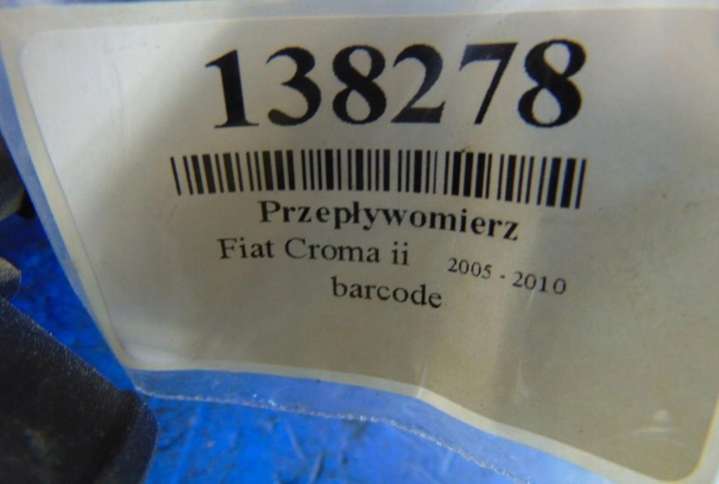 138278
Przepływomierz
Fiat Croma ii 2005 - 2010
barcode